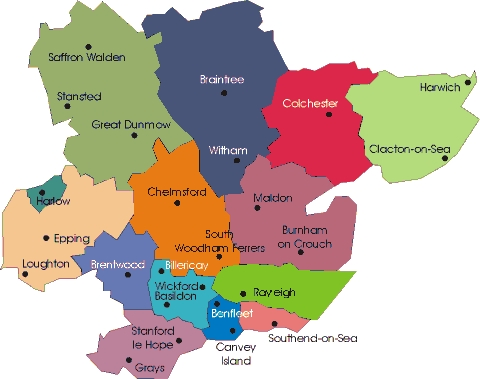 Saffron Walden
Stansted
Great Dunmow
Braintree
Witham
Colchester
Harwich
Clacton-on-Sea
Harlow
Epping
Loughton
Chelmsford
South
Woodham Ferrers
Maldon
Burnham
on Crouch
Brentwood
Billericay
Wickford
Basildon
Rayleigh
Benfleet
Canvey
Island
Southend-on-Sea
Stanford
le Hope
Grays